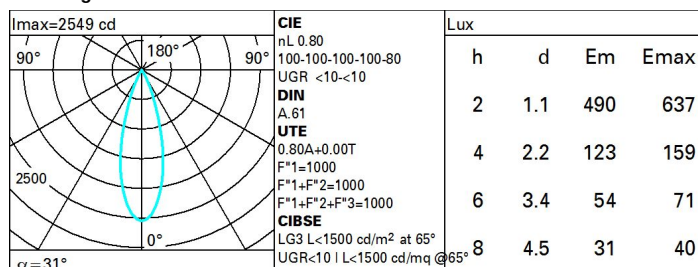 Imax=2549 cd
90°
180°
90°
2500
0°
α=31°
CIE
nL 0.80
100-100-100-100-80
UGR <10-<10
DIN
A.61
UTE
0.80A+0.00T
F"1=1000
F"1+F"2=1000
F"1+F"2+F"3=1000
CIBSE
LG3 L<1500 cd/m² at 65°
UGR<10 | L<1500 cd/mq @65°
Lux
h d Em Emax
2 1.1 490 637
4 2.2 123 159
6 3.4 54 71
8 4.5 31 40